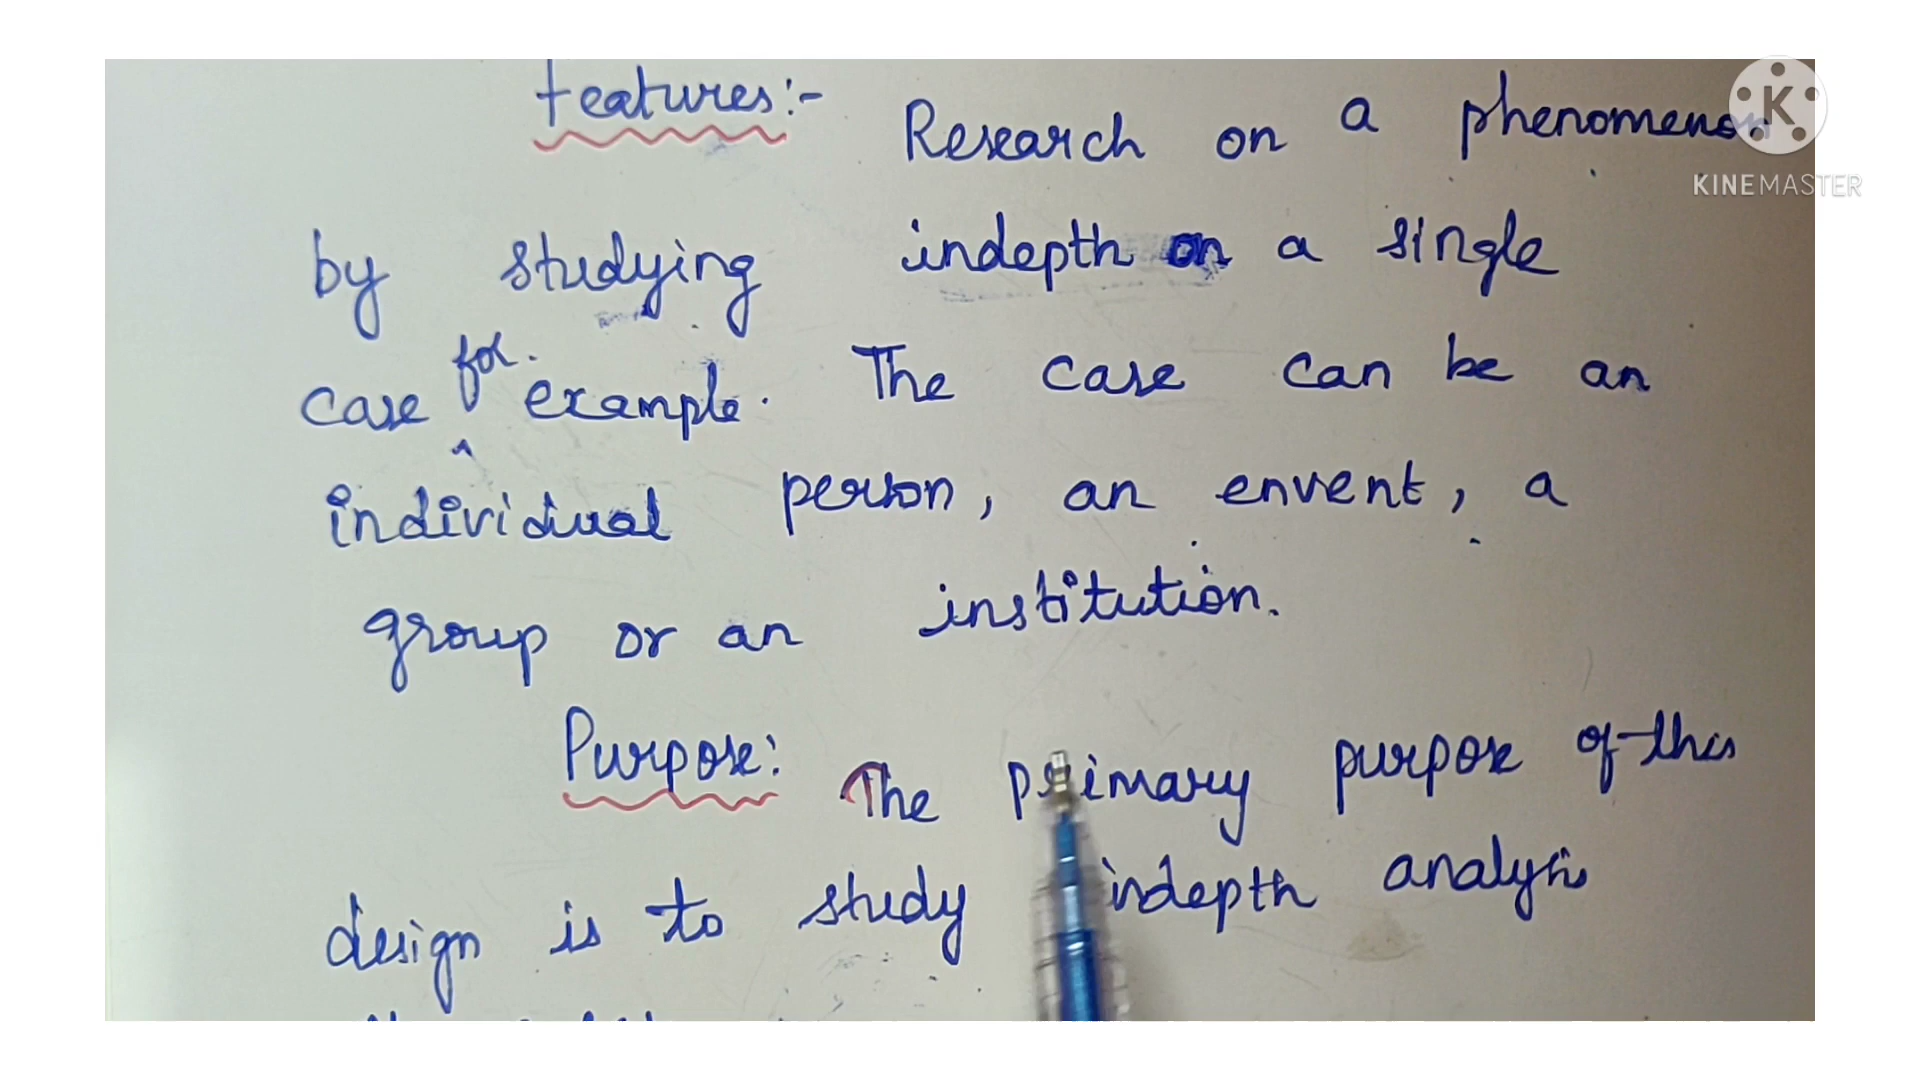 Features:- Research on a phenomenon
by studying indepth on a single
case for example. The case can be an
individual person, an envent, a
group or an institution.
Purpose: The primary purpose of this
design is to study indepth analysis
KINEMASTER